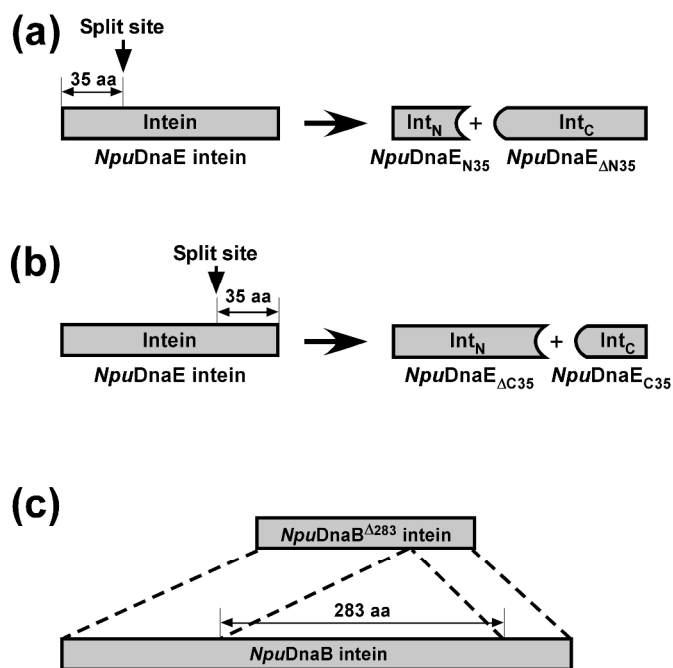 (a)
Split site
35 aa
Intein
NpuDnaE intein
IntN + IntC
NpuDnaEN35 NpuDnaEΔN35
(b)
Split site
35 aa
Intein
NpuDnaE intein
IntN + IntC
NpuDnaEΔC35 NpuDnaEC35
(c)
NpuDnaBΔ283 intein
283 aa
NpuDnaB intein